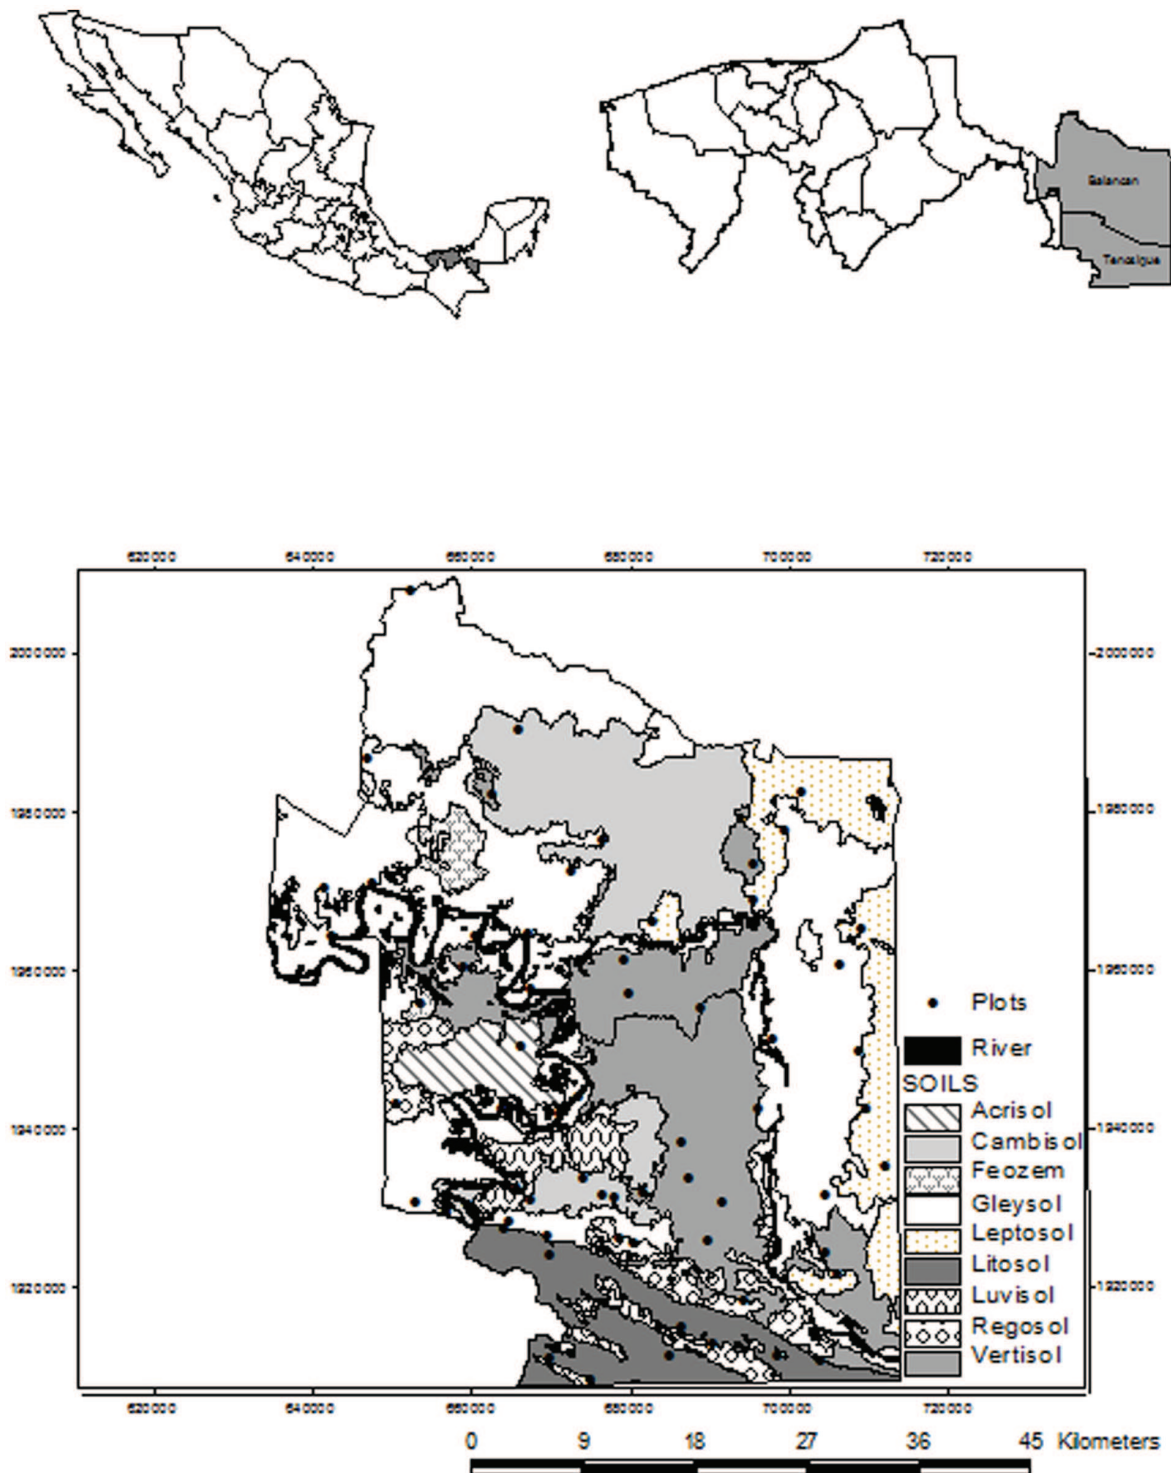 Balancan
Tenosique
620000 640000 660000 680000 700000 720000
2000000 2000000
1980000 1980000
1960000 1960000
Plots
River
SOILS
Acrisol
1940000 1940000
Cambisol
Feozem
Gleysol
Leptosol
Litosol
1920000 1920000
Luvisol
Regosol
Vertisol
620000 640000 660000 680000 700000 720000
0 9 18 27 36 45 Kilometers